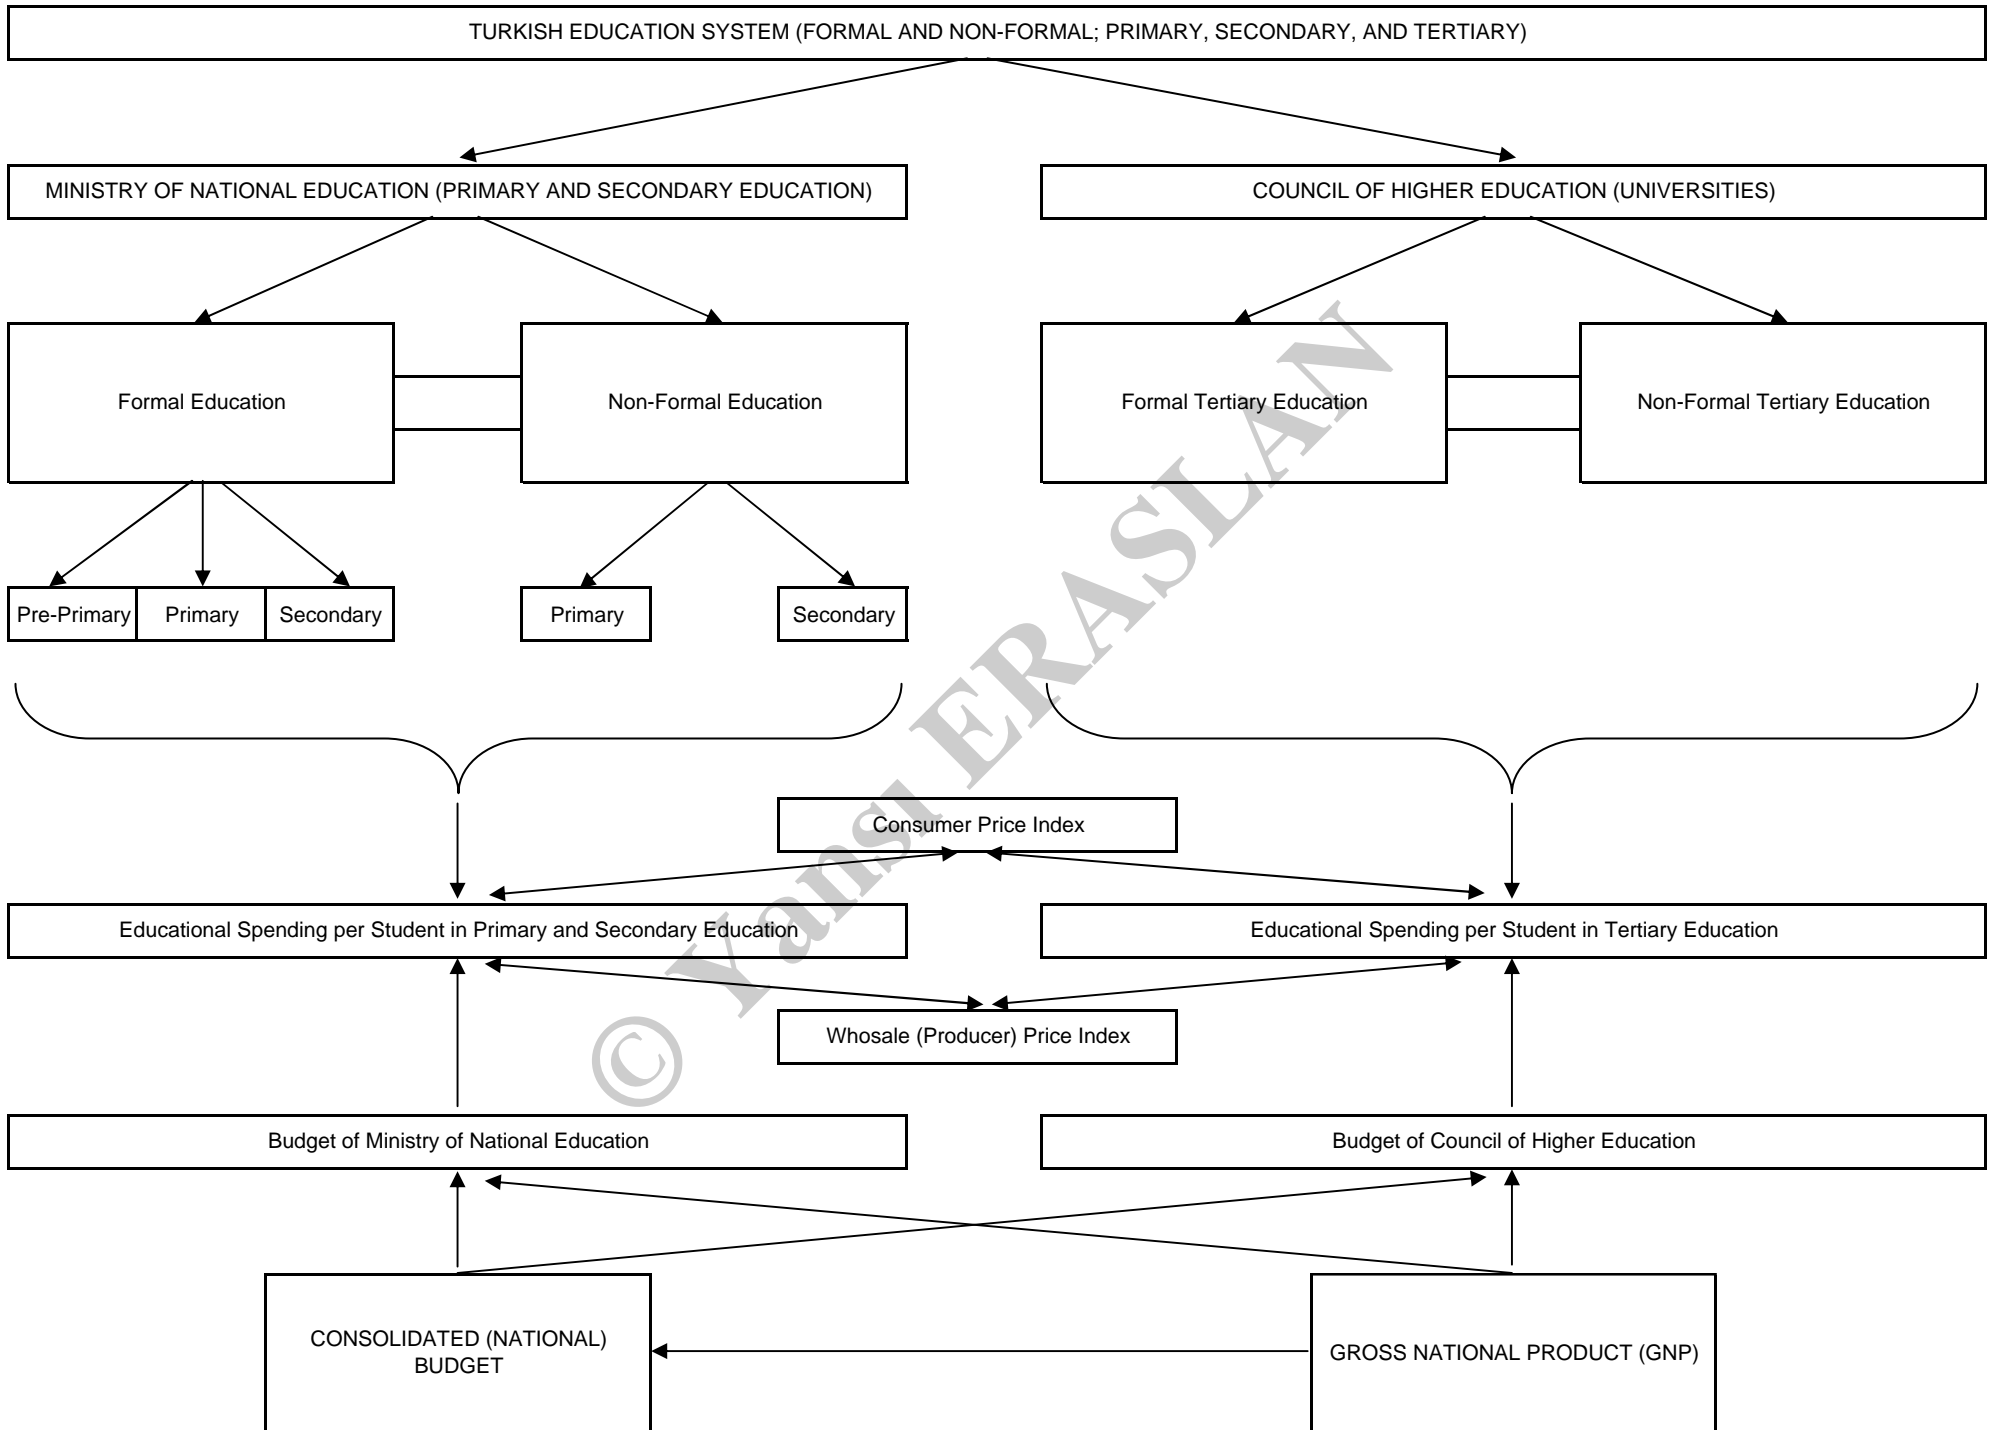 TURKISH EDUCATION SYSTEM (FORMAL AND NON-FORMAL; PRIMARY, SECONDARY, AND TERTIARY)
MINISTRY OF NATIONAL EDUCATION (PRIMARY AND SECONDARY EDUCATION)
COUNCIL OF HIGHER EDUCATION (UNIVERSITIES)
Formal Education
Non-Formal Education
Formal Tertiary Education
Non-Formal Tertiary Education
Pre-Primary
Primary
Secondary
Primary
Secondary
Consumer Price Index
Educational Spending per Student in Primary and Secondary Education
Educational Spending per Student in Tertiary Education
Whosale (Producer) Price Index
Budget of Ministry of National Education
Budget of Council of Higher Education
CONSOLIDATED (NATIONAL)
BUDGET
GROSS NATIONAL PRODUCT (GNP)
© Yansı ERASLAN